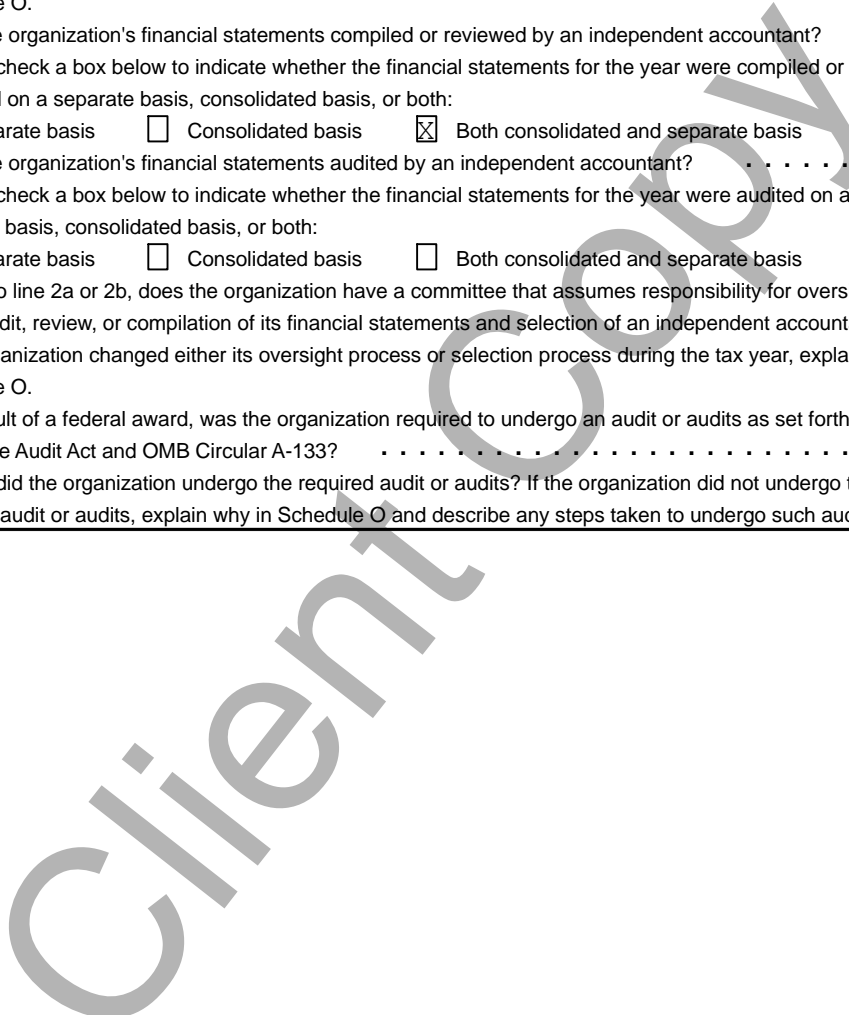 e O.
e organization's financial statements compiled or reviewed by an independent accountant?
check a box below to indicate whether the financial statements for the year were compiled or
on a separate basis, consolidated basis, or both:
arate basis Consolidated basis X Both consolidated and separate basis
e organization's financial statements audited by an independent accountant? . . . . . .
check a box below to indicate whether the financial statements for the year were audited on a
basis, consolidated basis, or both:
arate basis Consolidated basis Both consolidated and separate basis
o line 2a or 2b, does the organization have a committee that assumes responsibility for overs
dit, review, or compilation of its financial statements and selection of an independent account
ganization changed either its oversight process or selection process during the tax year, expla
e O.
ult of a federal award, was the organization required to undergo an audit or audits as set forth
e Audit Act and OMB Circular A-133? . . . . . . . . . . . . . . . . . . . . . . . . . . .
did the organization undergo the required audit or audits? If the organization did not undergo t
audit or audits, explain why in Schedule O and describe any steps taken to undergo such aud
Client Copy